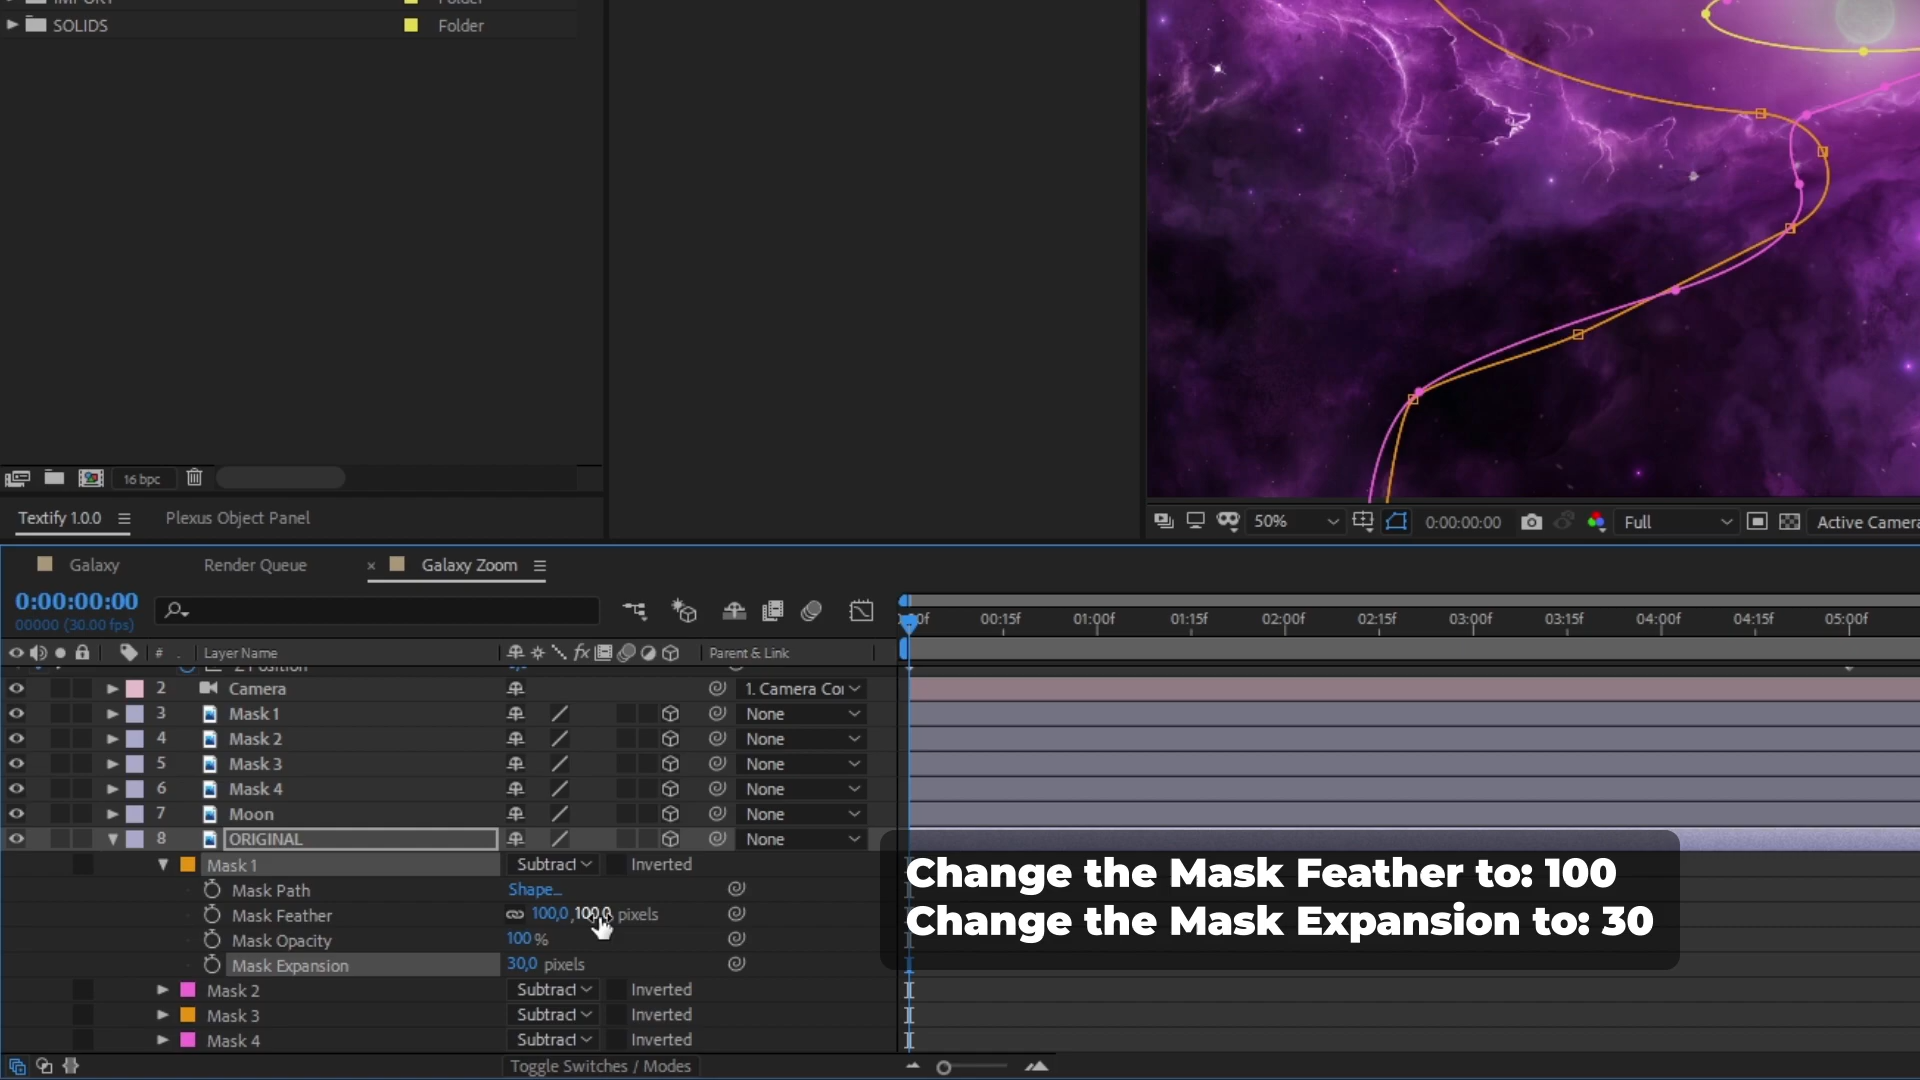 Folder
SOLIDS Folder
16 bpc
Textify 1.0.0 Plexus Object Panel
50% 0:00:00:00 Full Active Camera
Galaxy Render Queue × Galaxy Zoom
0:00:00:00
00000 (30.00 fps)
00:15f 01:00f 01:15f 02:00f 02:15f 03:00f 03:15f 04:00f 04:15f 05:00f
# . Layer Name fx Parent & Link
2 Camera 1. Camera Coı
3 Mask 1 None
4 Mask 2 None
5 Mask 3 None
6 Mask 4 None
7 Moon None
8 ORIGINAL None
Mask 1 Subtract Inverted
Mask Path Shape...
Mask Feather 100,0 ,100,0 pixels
Mask Opacity 100 %
Mask Expansion 30,0 pixels
Mask 2 Subtract Inverted
Mask 3 Subtract Inverted
Mask 4 Subtract Inverted
Toggle Switches / Modes
Change the Mask Feather to: 100
Change the Mask Expansion to: 30